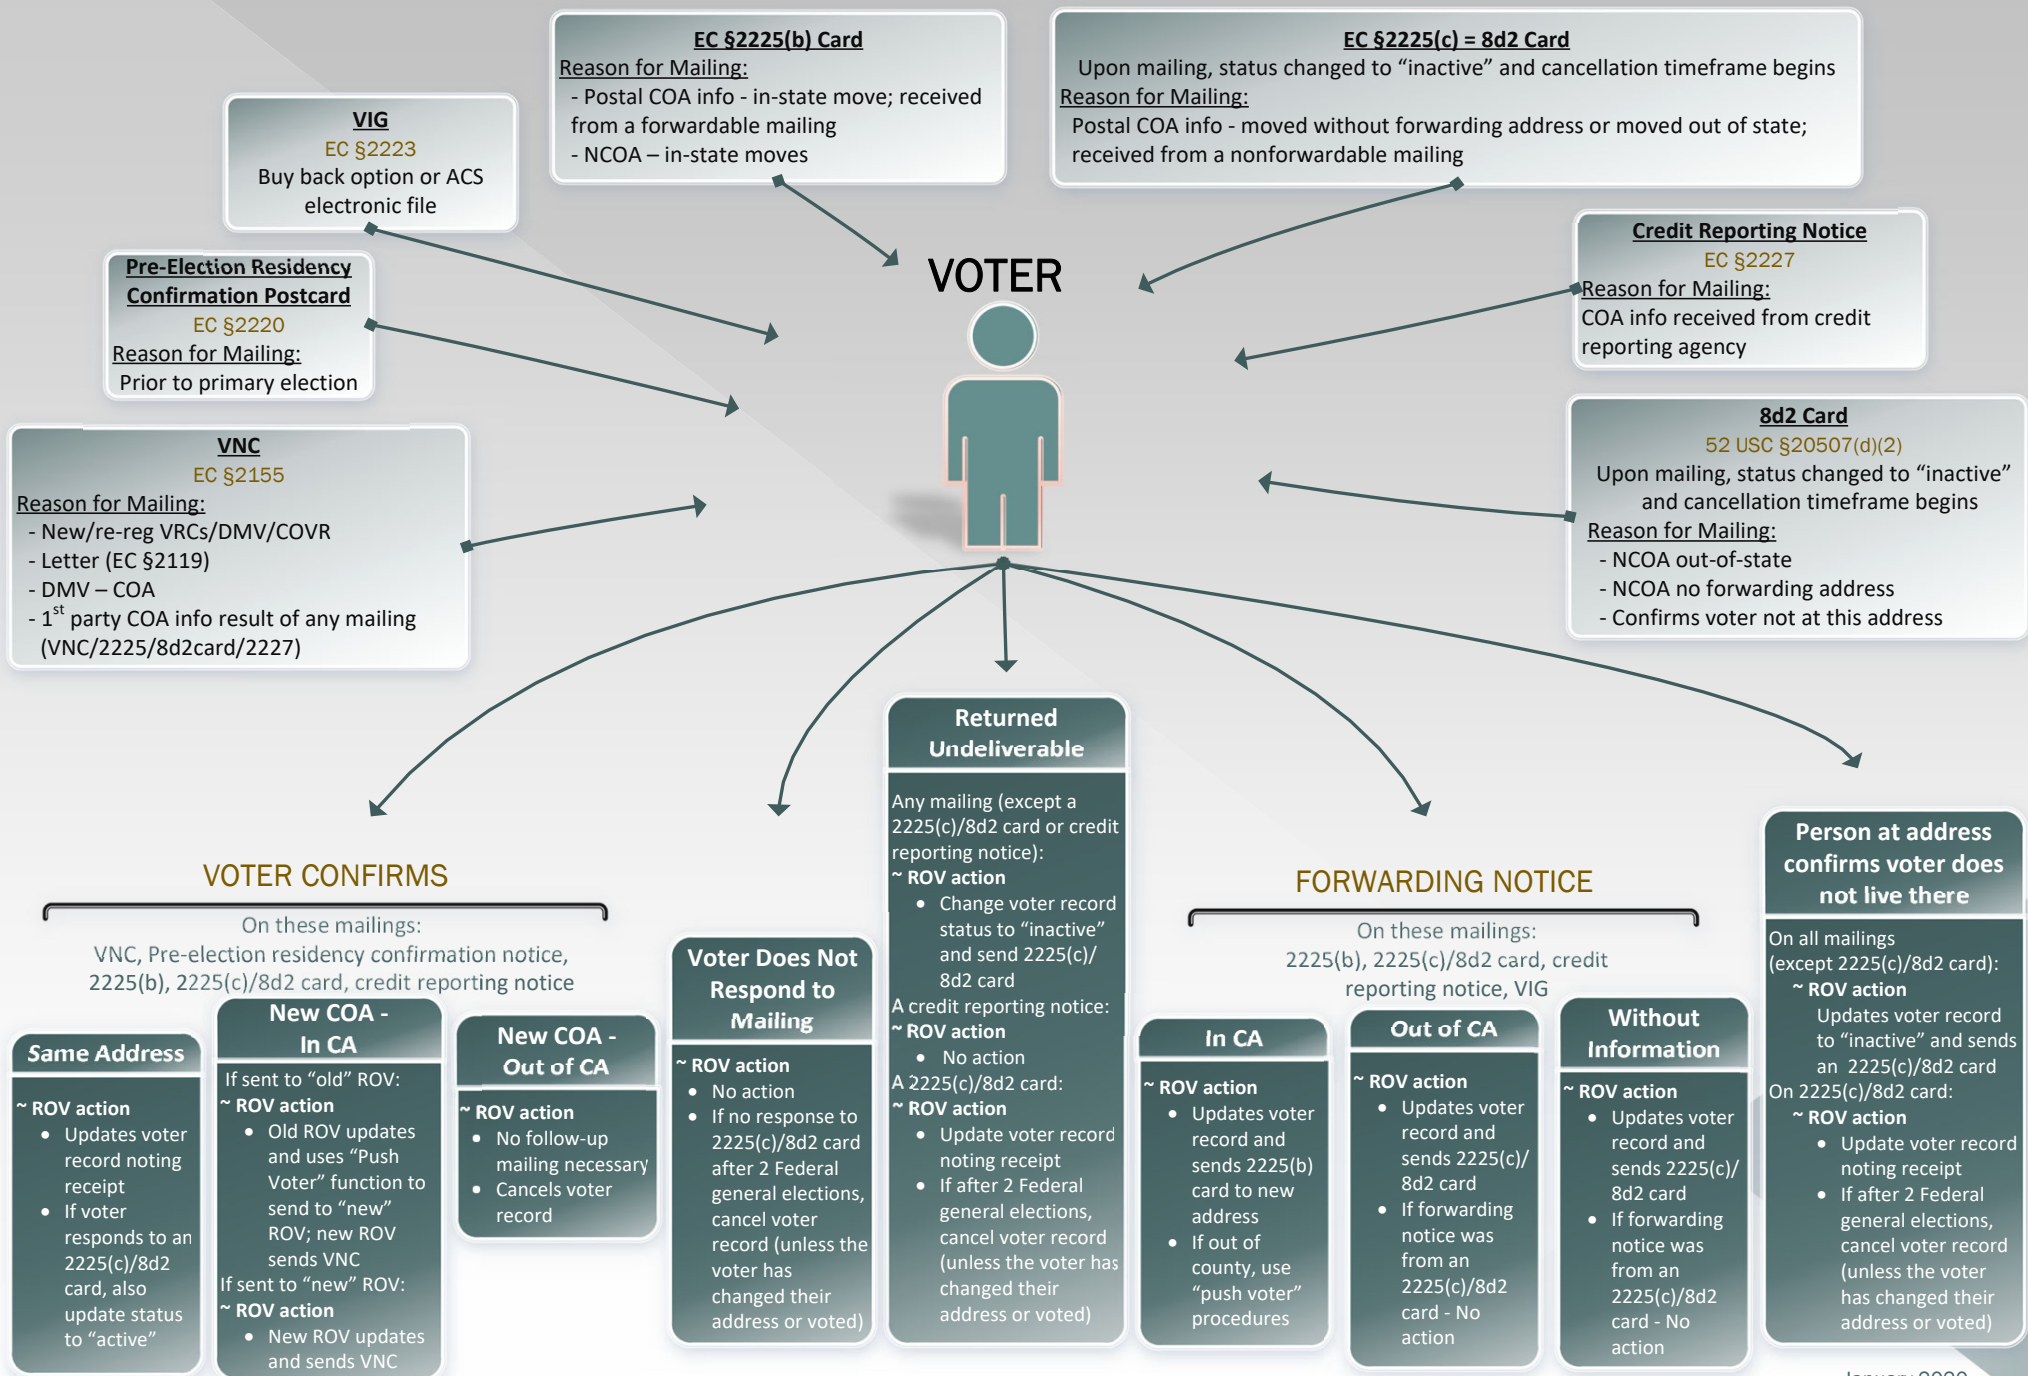 EC §2225(b) Card
Reason for Mailing:
- Postal COA info - in-state move; received
from a forwardable mailing
- NCOA – in-state moves
EC §2225(c) = 8d2 Card
Upon mailing, status changed to “inactive” and cancellation timeframe begins
Reason for Mailing:
Postal COA info - moved without forwarding address or moved out of state;
received from a nonforwardable mailing
VIG
EC §2223
Buy back option or ACS
electronic file
Pre-Election Residency
Confirmation Postcard
EC §2220
Reason for Mailing:
Prior to primary election
VNC
EC §2155
Reason for Mailing:
- New/re-reg VRCs/DMV/COVR
- Letter (EC §2119)
- DMV – COA
- 1st party COA info result of any mailing
(VNC/2225/8d2card/2227)
VOTER
Credit Reporting Notice
EC §2227
Reason for Mailing:
COA info received from credit
reporting agency
8d2 Card
52 USC §20507(d)(2)
Upon mailing, status changed to “inactive”
and cancellation timeframe begins
Reason for Mailing:
- NCOA out-of-state
- NCOA no forwarding address
- Confirms voter not at this address
VOTER CONFIRMS
On these mailings:
VNC, Pre-election residency confirmation notice,
2225(b), 2225(c)/8d2 card, credit reporting notice
Same Address
~ ROV action
• Updates voter
record noting
receipt
• If voter
responds to an
2225(c)/8d2
card, also
update status
to “active”
New COA -
In CA
If sent to “old” ROV:
~ ROV action
• Old ROV updates
and uses “Push
Voter” function to
send to “new”
ROV; new ROV
sends VNC
If sent to “new” ROV:
~ ROV action
• New ROV updates
and sends VNC
New COA -
Out of CA
~ ROV action
• No follow-up
mailing necessary
• Cancels voter
record
Voter Does Not
Respond to
Mailing
~ ROV action
• No action
• If no response to
2225(c)/8d2 card
after 2 Federal
general elections,
cancel voter
record (unless the
voter has
changed their
address or voted)
Returned
Undeliverable
Any mailing (except a
2225(c)/8d2 card or credit
reporting notice):
~ ROV action
• Change voter record
status to “inactive”
and send 2225(c)/
8d2 card
A credit reporting notice:
~ ROV action
• No action
A 2225(c)/8d2 card:
~ ROV action
• Update voter record
noting receipt
• If after 2 Federal
general elections,
cancel voter record
(unless the voter has
changed their
address or voted)
FORWARDING NOTICE
On these mailings:
2225(b), 2225(c)/8d2 card, credit
reporting notice, VIG
In CA
~ ROV action
• Updates voter
record and
sends 2225(b)
card to new
address
• If out of
county, use
“push voter”
procedures
Out of CA
~ ROV action
• Updates voter
record and
sends 2225(c)/
8d2 card
• If forwarding
notice was
from an
2225(c)/8d2
card - No
action
Without
Information
~ ROV action
• Updates voter
record and
sends 2225(c)/
8d2 card
• If forwarding
notice was
from an
2225(c)/8d2
card - No
action
Person at address
confirms voter does
not live there
On all mailings
(except 2225(c)/8d2 card):
~ ROV action
Updates voter record
to “inactive” and sends
an 2225(c)/8d2 card
On 2225(c)/8d2 card:
~ ROV action
• Update voter record
noting receipt
• If after 2 Federal
general elections,
cancel voter record
(unless the voter
has changed their
address or voted)